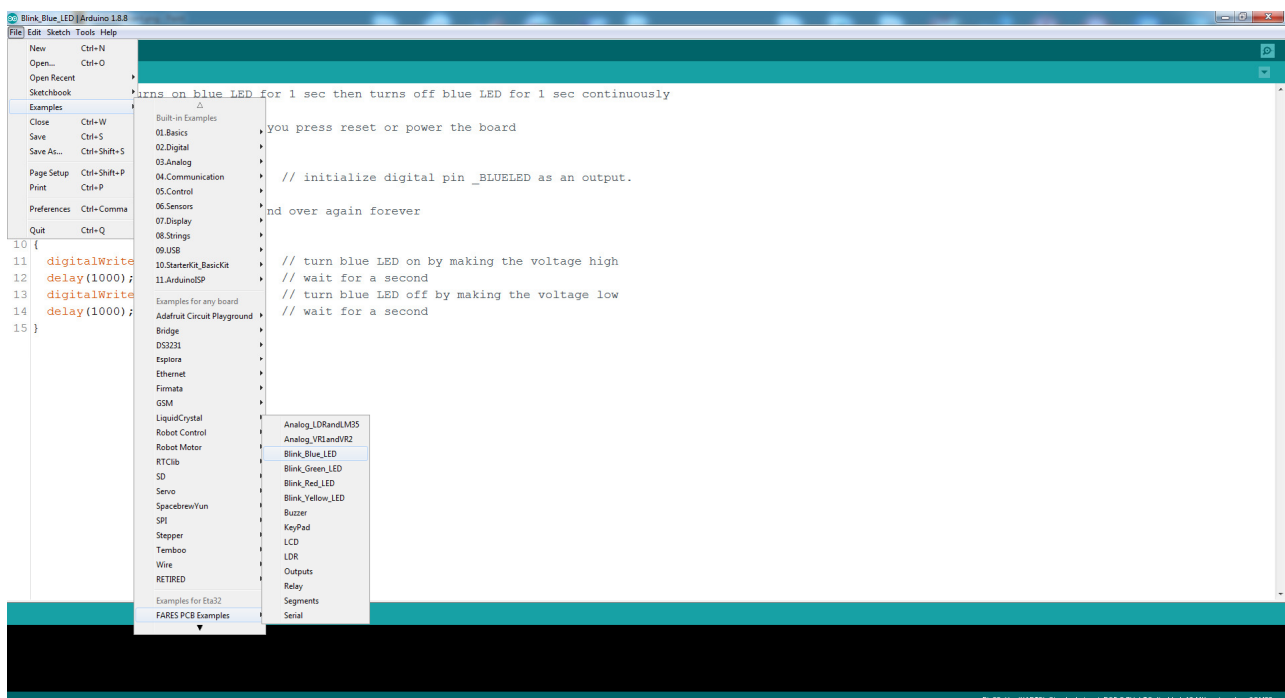 Blink_Blue_LED | Arduino 1.8.8
File Edit Sketch Tools Help
New Ctrl+N
Open... Ctrl+O
Open Recent
Sketchbook
Examples
Close Ctrl+W
Save Ctrl+S
Save As... Ctrl+Shift+S
Page Setup Ctrl+Shift+P
Print Ctrl+P
Preferences Ctrl+Comma
Quit Ctrl+Q
Built-in Examples
01.Basics
02.Digital
03.Analog
04.Communication
05.Control
06.Sensors
07.Display
08.Strings
09.USB
10.StarterKit_BasicKit
11.ArduinoISP
Examples for any board
Adafruit Circuit Playground
Bridge
DS3231
Esplora
Ethernet
Firmata
GSM
LiquidCrystal
Robot Control
Robot Motor
RTClib
SD
Servo
SpacebrewYun
SPI
Stepper
Temboo
Wire
RETIRED
Examples for Eta32
FARES PCB Examples
Analog_LDRandLM35
Analog_VR1andVR2
Blink_Blue_LED
Blink_Green_LED
Blink_Red_LED
Blink_Yellow_LED
Buzzer
KeyPad
LCD
LDR
Outputs
Relay
Segments
Serial
urns on blue LED for 1 sec then turns off blue LED for 1 sec continuously
you press reset or power the board
// initialize digital pin _BLUELED as an output.
nd over again forever
10 {
11 digitalWrite // turn blue LED on by making the voltage high
12 delay(1000); // wait for a second
13 digitalWrite // turn blue LED off by making the voltage low
14 delay(1000); // wait for a second
15 }